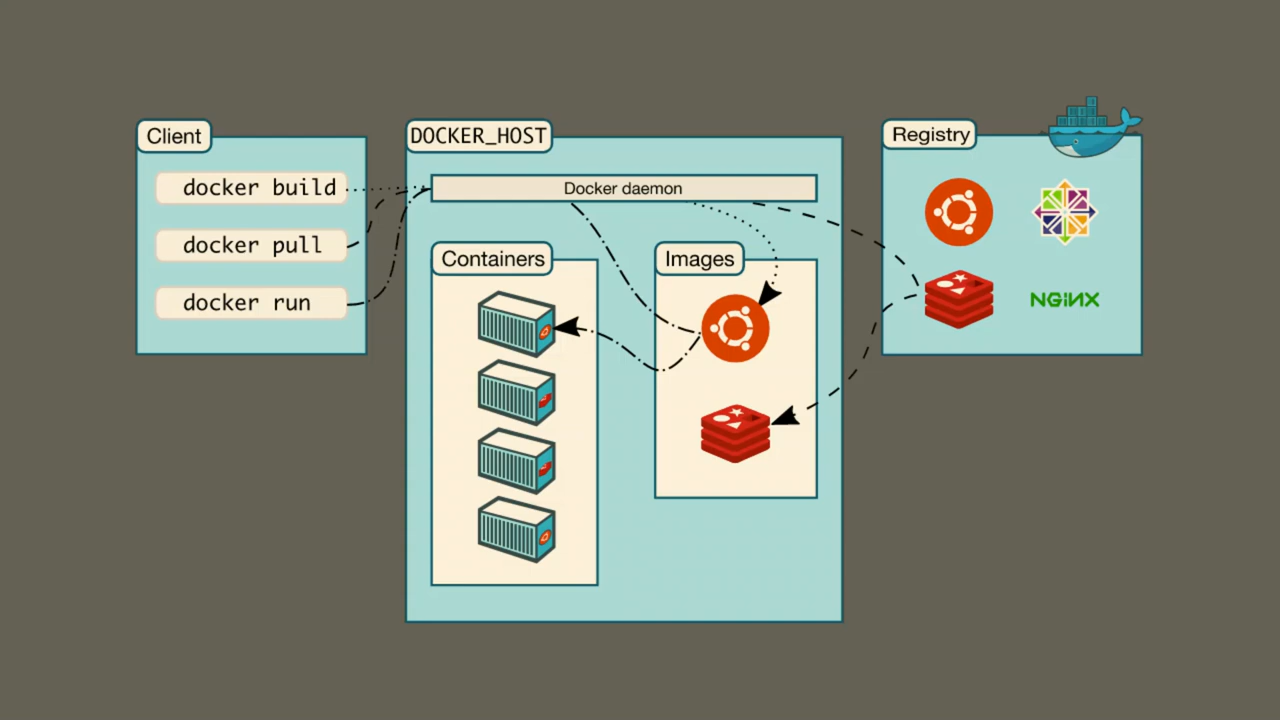 Client
docker build
docker pull
docker run
DOCKER_HOST
Docker daemon
Containers
Images
Registry
NGINX